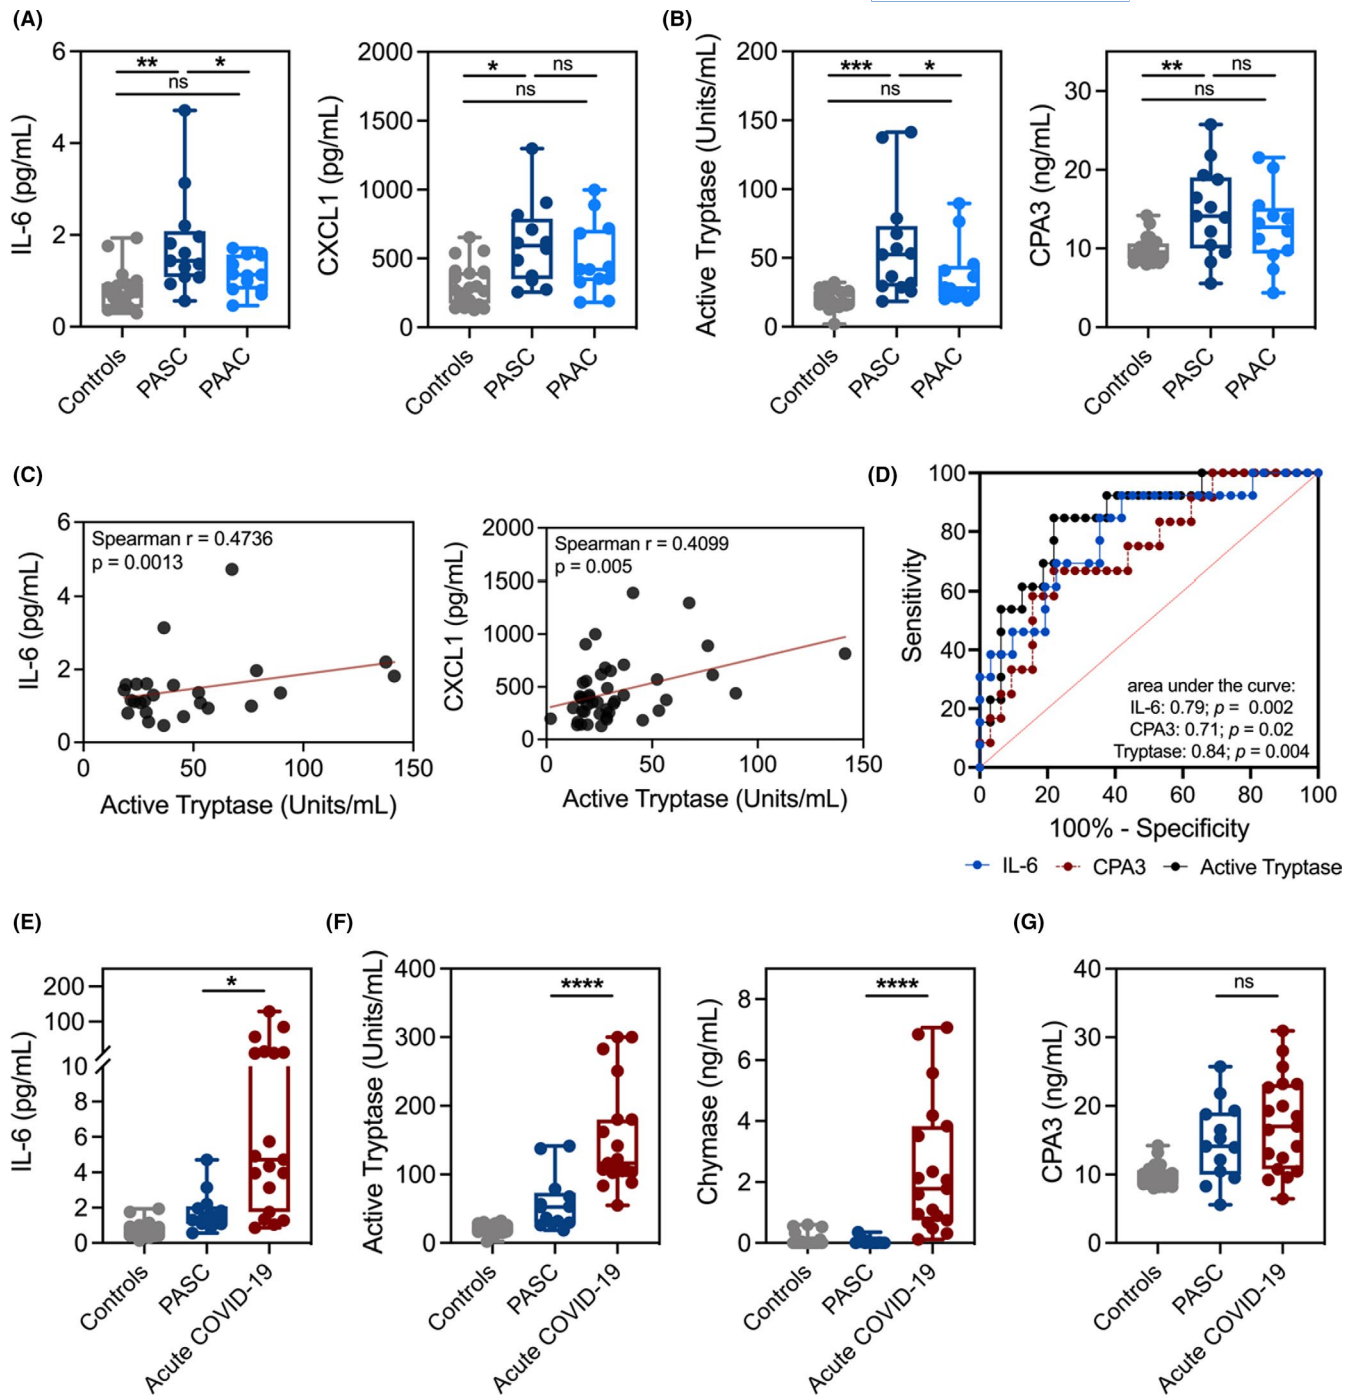 (A)
IL-6 (pg/mL)
6
4
2
0
**
*
ns
Controls
PASC
PAAC
CXCL1 (pg/mL)
2000
1500
1000
500
0
*
ns
ns
Controls
PASC
PAAC
(B)
Active Tryptase (Units/mL)
200
150
100
50
0
***
*
ns
Controls
PASC
PAAC
CPA3 (ng/mL)
30
20
10
0
**
ns
ns
Controls
PASC
PAAC
(C)
IL-6 (pg/mL)
6
4
2
0
Spearman r = 0.4736
p = 0.0013
0
50
100
150
Active Tryptase (Units/mL)
CXCL1 (pg/mL)
2000
1500
1000
500
0
Spearman r = 0.4099
p = 0.005
0
50
100
150
Active Tryptase (Units/mL)
(D)
Sensitivity
100
80
60
40
20
0
area under the curve:
IL-6: 0.79; p = 0.002
CPA3: 0.71; p = 0.02
Tryptase: 0.84; p = 0.004
0
20
40
60
80
100
100% - Specificity
IL-6
CPA3
Active Tryptase
(E)
IL-6 (pg/mL)
200
100
10
8
6
4
2
0
*
Controls
PASC
Acute COVID-19
(F)
Active Tryptase (Units/mL)
400
300
200
100
0
****
Controls
PASC
Acute COVID-19
Chymase (ng/mL)
8
6
4
2
0
****
Controls
PASC
Acute COVID-19
(G)
CPA3 (ng/mL)
40
30
20
10
0
ns
Controls
PASC
Acute COVID-19